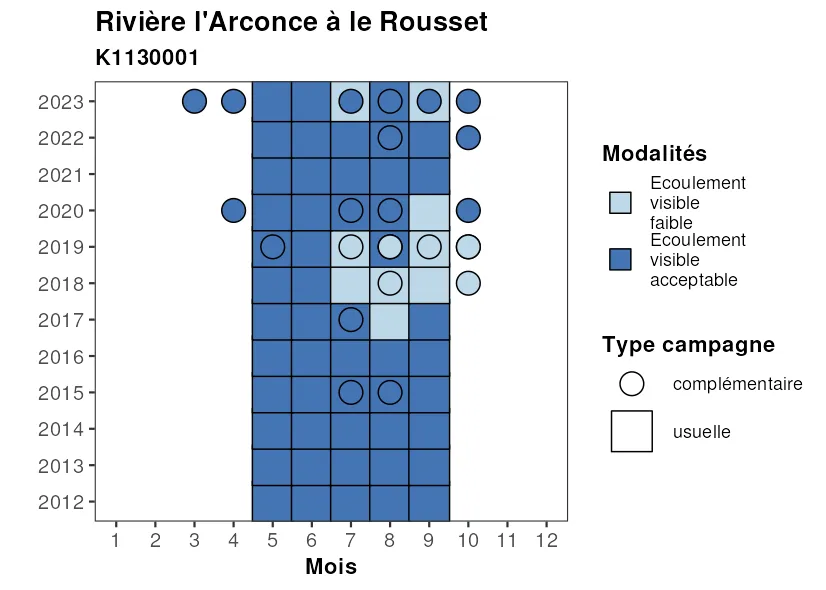 Rivière l'Arconce à le Rousset
K1130001
2023
2022
2021
2020
2019
2018
2017
2016
2015
2014
2013
2012
1 2 3 4 5 6 7 8 9 10 11 12
Mois
Modalités
Ecoulement
visible
faible
Ecoulement
visible
acceptable
Type campagne
complémentaire
usuelle